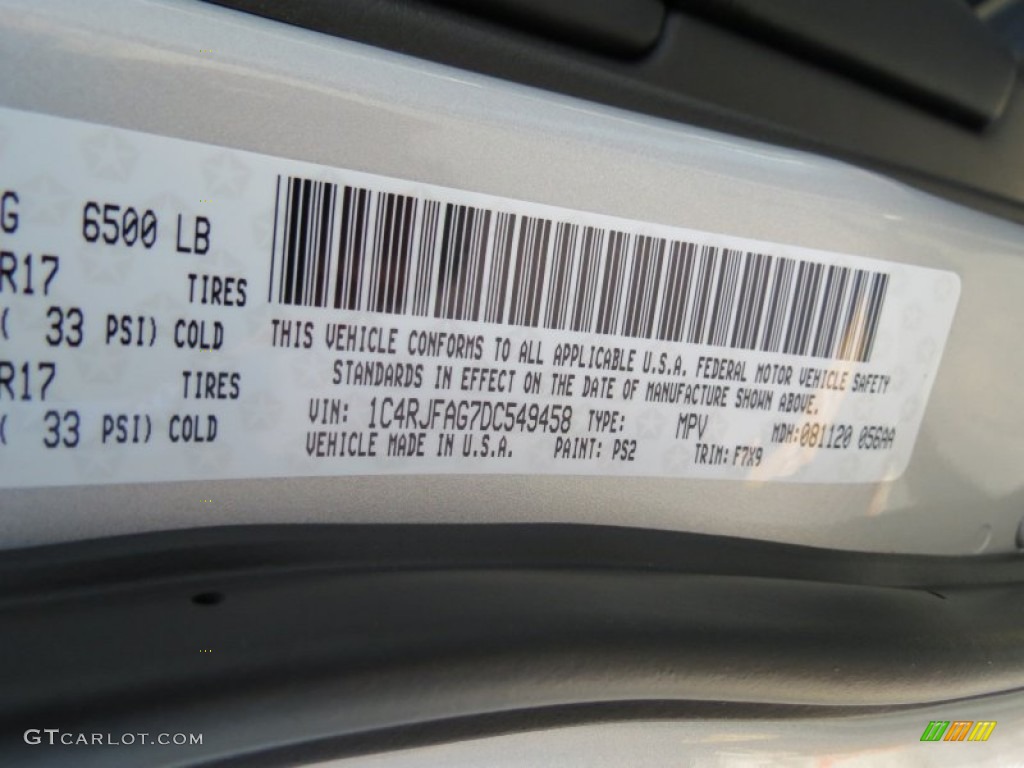 G 6500 LB
R17 TIRES
( 33 PSI) COLD
R17 TIRES
( 33 PSI) COLD
THIS VEHICLE CONFORMS TO ALL APPLICABLE U.S.A. FEDERAL MOTOR VEHICLE SAFETY
STANDARDS IN EFFECT ON THE DATE OF MANUFACTURE SHOWN ABOVE.
VIN: 1C4RJFAG7DC549458 TYPE: MPV MDH:081120 056AA
VEHICLE MADE IN U.S.A. PAINT: PS2 TRIM: F7X9
GTCARLOT.COM